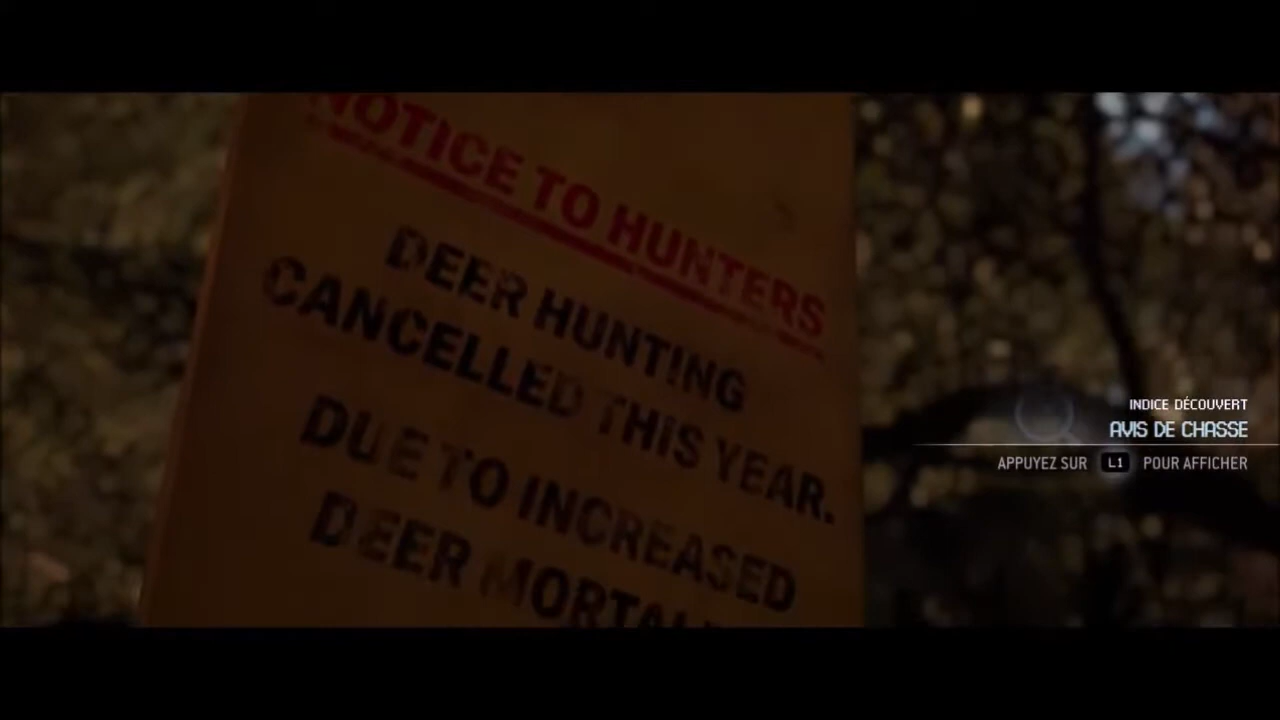 NOTICE TO HUNTERS
DEER HUNTING
CANCELLED THIS YEAR.
DUE TO INCREASED
DEER
INDICE DÉCOUVERT
AVIS DE CHASSE
APPUYEZ SUR L1 POUR AFFICHER